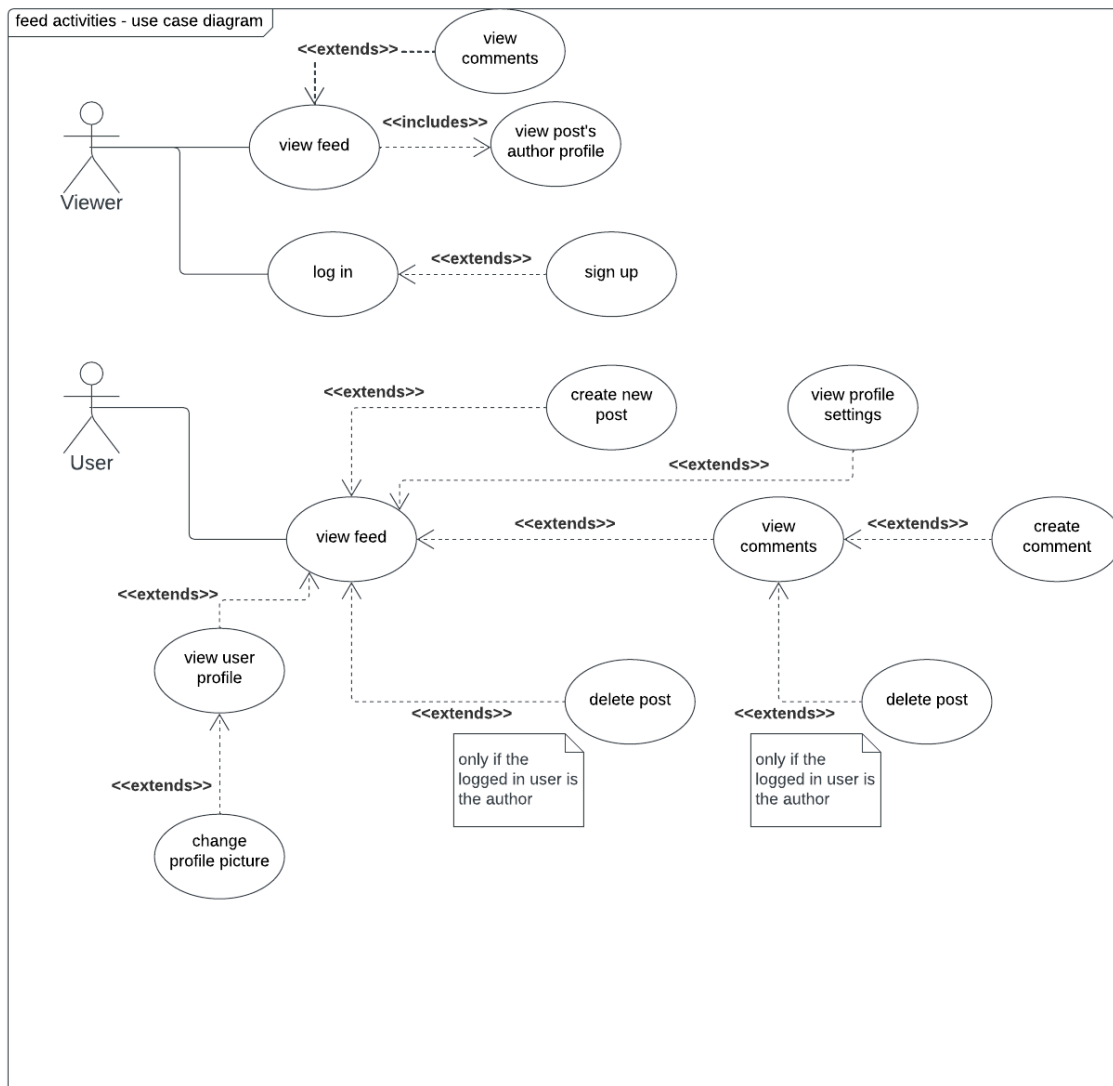 feed activities - use case diagram
view
comments
<<extends>>
<<includes>>
view feed
view post's
author profile
Viewer
<<extends>>
log in
sign up
<<extends>>
create new
post
view profile
settings
User
<<extends>>
<<extends>>
<<extends>>
view feed
view
comments
create
comment
<<extends>>
view user
profile
delete post
delete post
<<extends>>
<<extends>>
only if the
logged in user is
the author
only if the
logged in user is
the author
<<extends>>
change
profile picture